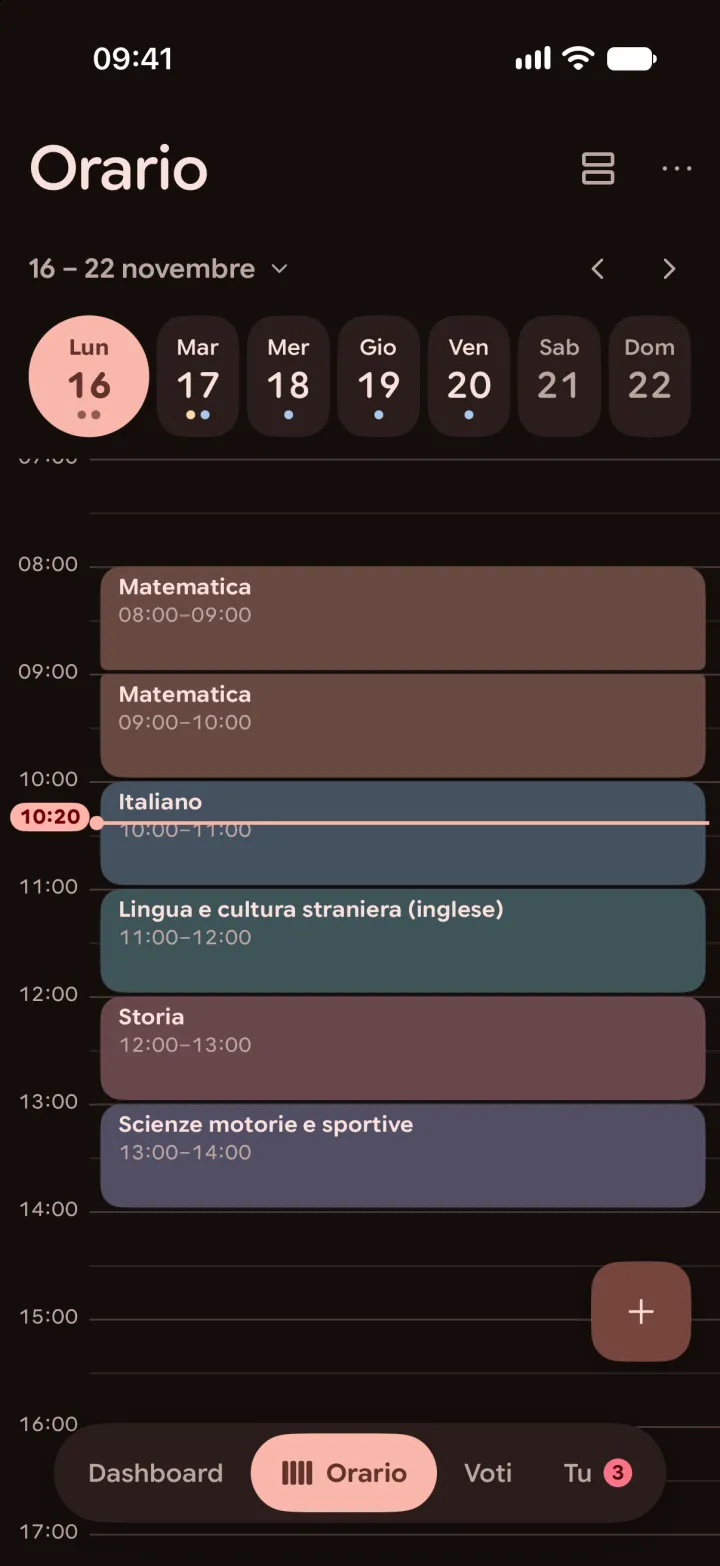 09:41
Orario
16 – 22 novembre
Lun Mar Mer Gio Ven Sab Dom
16 17 18 19 20 21 22
07:00
08:00
Matematica
08:00–09:00
09:00
Matematica
09:00–10:00
10:00
Italiano
10:20
10:00–11:00
11:00
Lingua e cultura straniera (inglese)
11:00–12:00
12:00
Storia
12:00–13:00
13:00
Scienze motorie e sportive
13:00–14:00
14:00
15:00
16:00
Dashboard Orario Voti Tu 3
17:00